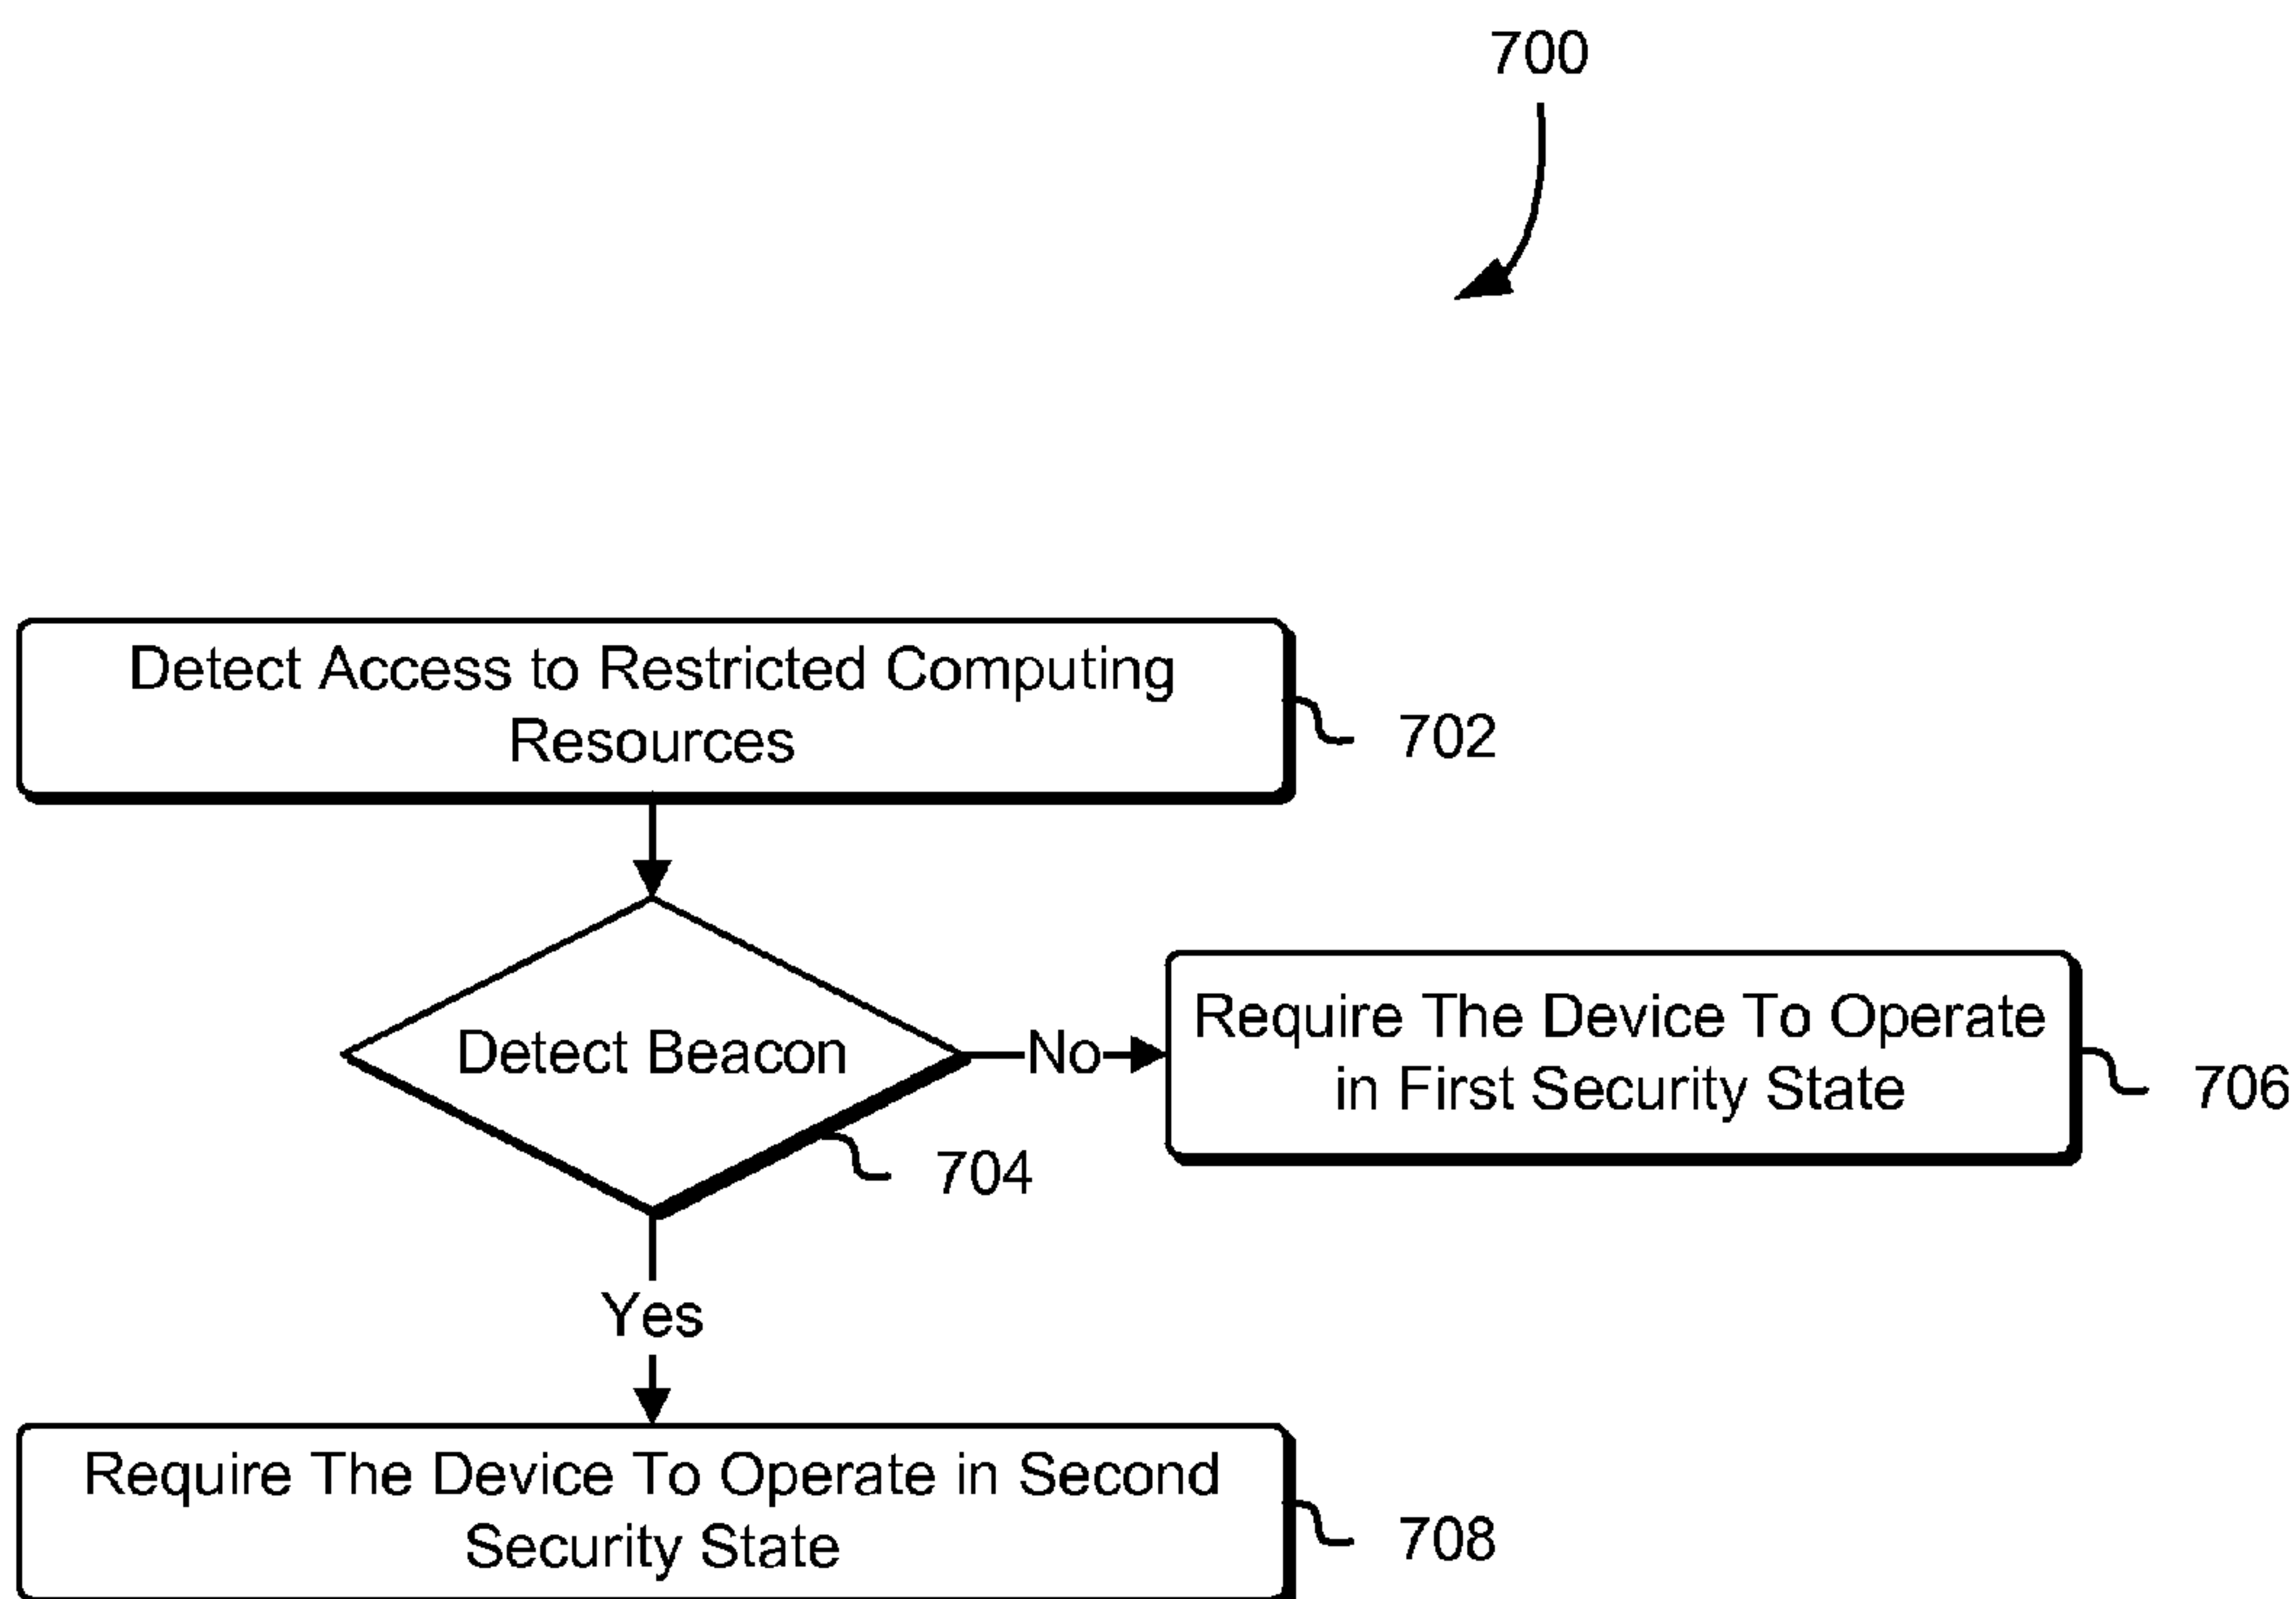 700
Detect Access to Restricted Computing
Resources
702
Detect Beacon
No
Require The Device To Operate
in First Security State
706
704
Yes
Require The Device To Operate in Second
Security State
708